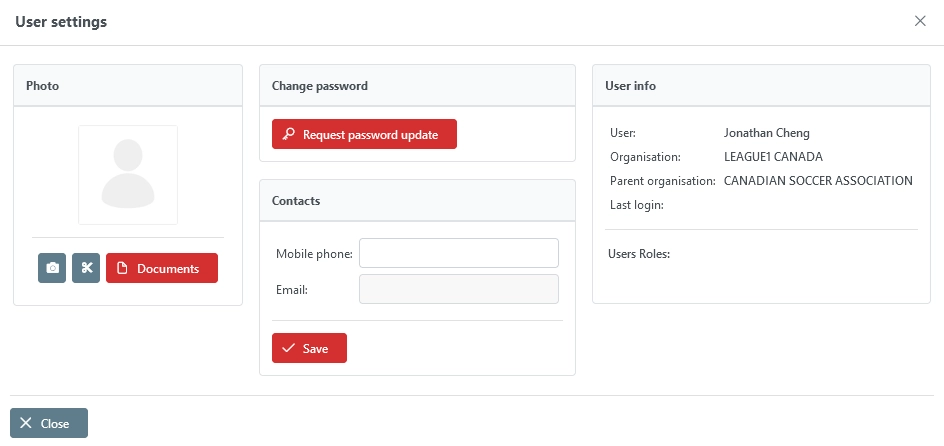 User settings
Photo
Documents
Change password
Request password update
Contacts
Mobile phone:
Email:
Save
User info
User: Jonathan Cheng
Organisation: LEAGUE1 CANADA
Parent organisation: CANADIAN SOCCER ASSOCIATION
Last login:
Users Roles:
Close